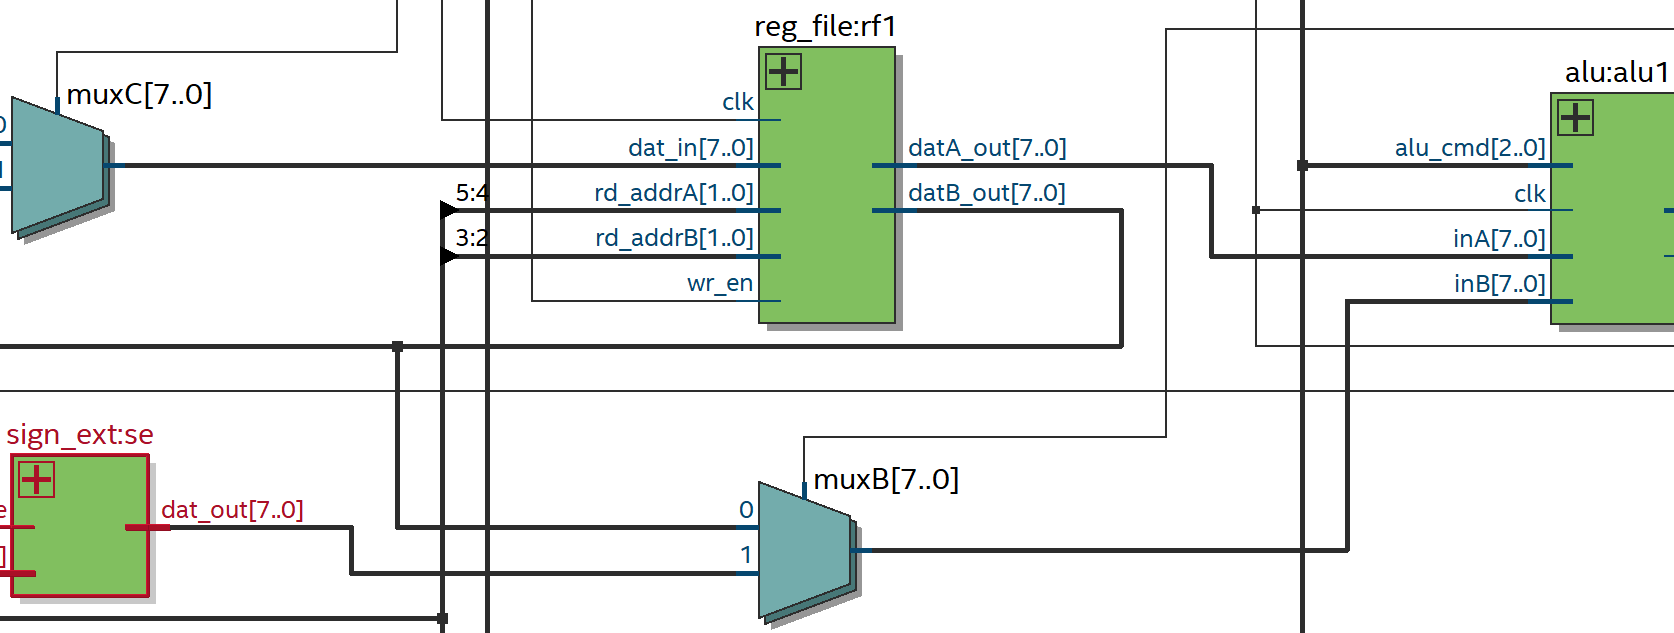 reg_file:rf1
alu:alu1
muxC[7..0]
clk
0
dat_in[7..0]
datA_out[7..0]
alu_cmd[2..0]
1
5:4
rd_addrA[1..0]
datB_out[7..0]
clk
3:2
rd_addrB[1..0]
inA[7..0]
wr_en
inB[7..0]
sign_ext:se
muxB[7..0]
e
dat_out[7..0]
0
]
1